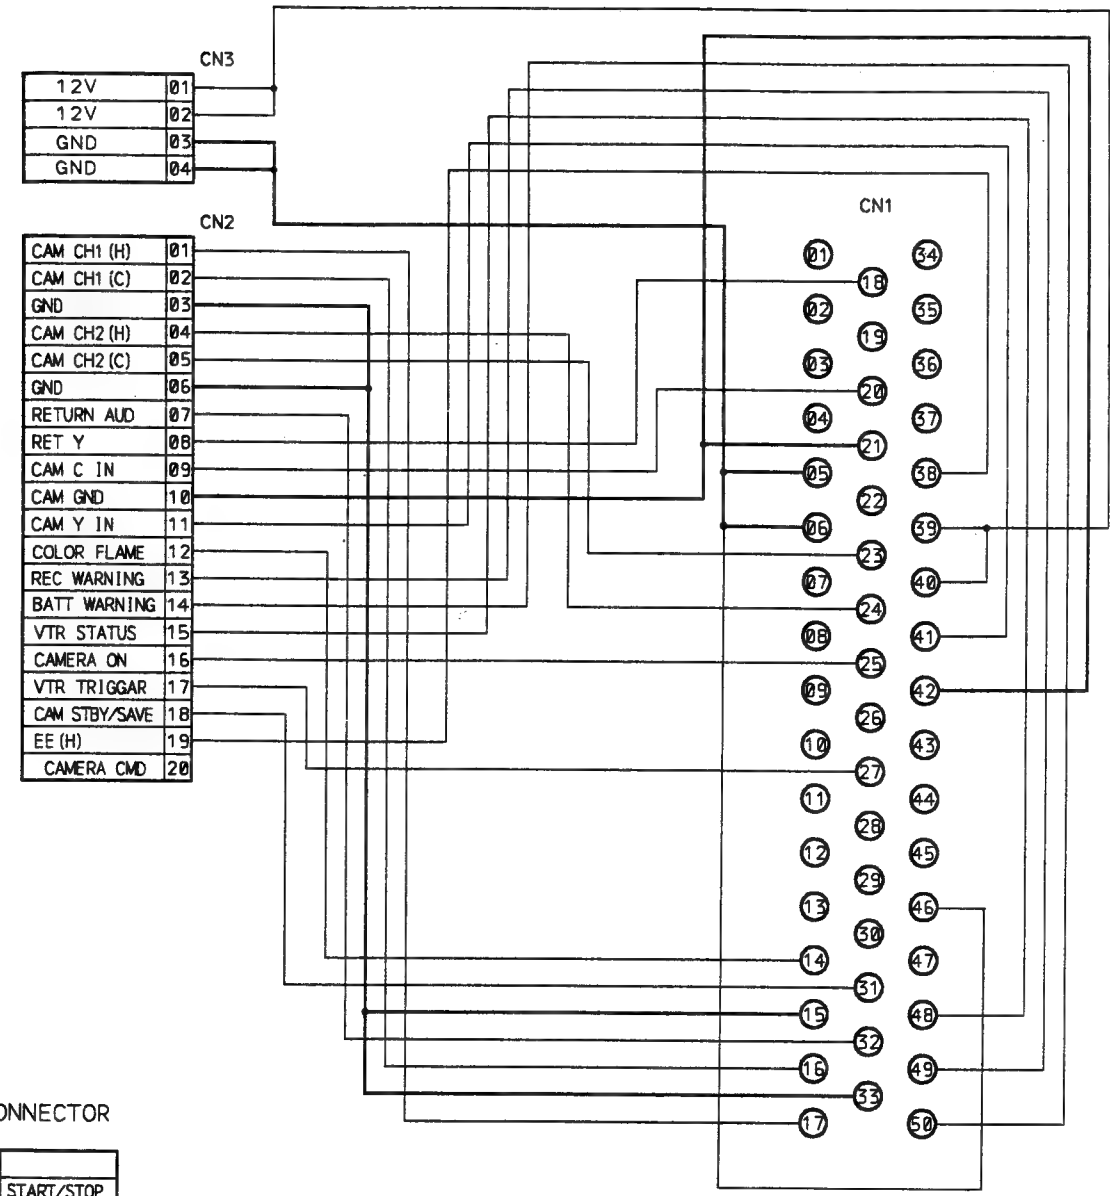 CN3
12V 01
12V 02
GND 03
GND 04
CN2
CAM CH1 (H) 01
CAM CH1 (C) 02
GND 03
CAM CH2 (H) 04
CAM CH2 (C) 05
GND 06
RETURN AUD 07
RET Y 08
CAM C IN 09
CAM GND 10
CAM Y IN 11
COLOR FLAME 12
REC WARNING 13
BATT WARNING 14
VTR STATUS 15
CAMERA ON 16
VTR TRIGGAR 17
CAM STBY/SAVE 18
EE (H) 19
CAMERA CMD 20
CN1
01 34
18
02 35
19
03 36
20
04 37
21
05 38
22
06 39
23
07 40
24
08 41
25
09 42
26
10 43
27
11 44
28
12 45
29
13 46
30
14 47
31
15 48
32
16 49
33
17 50
ONNECTOR
START/STOP